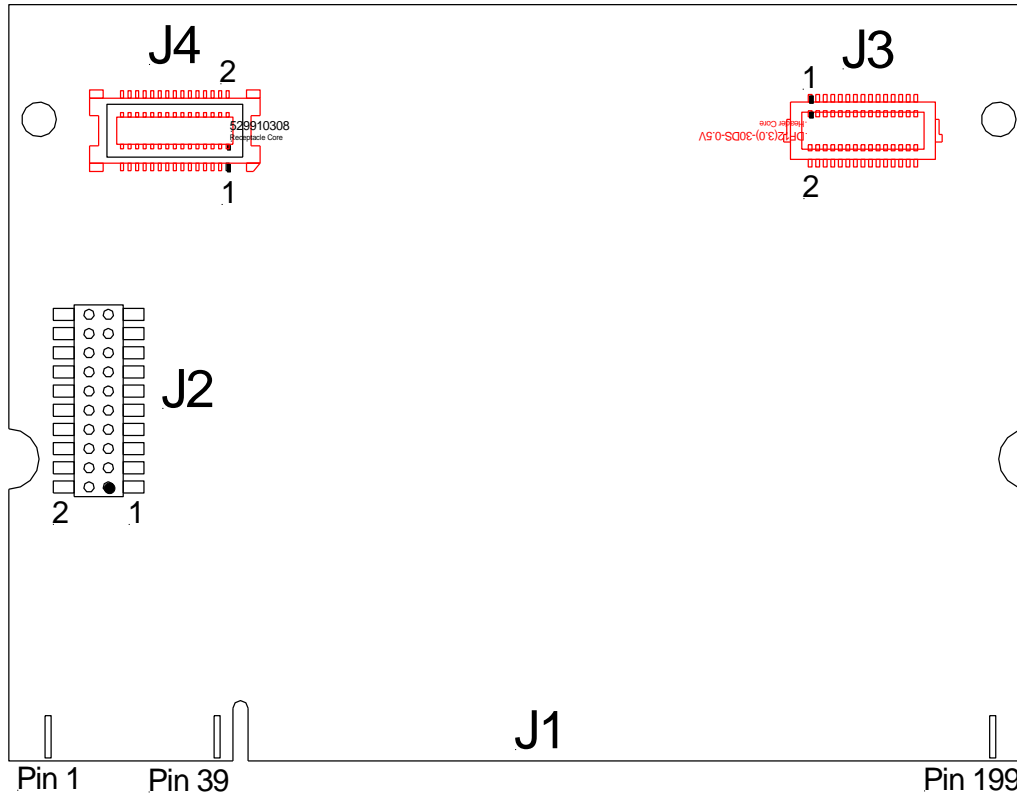 J4
J3
2
1
529910308
Receptacle Core
Header Core
DF12(3.0)-30DS-0.5V
1
2
J2
2
1
J1
Pin 1
Pin 39
Pin 199